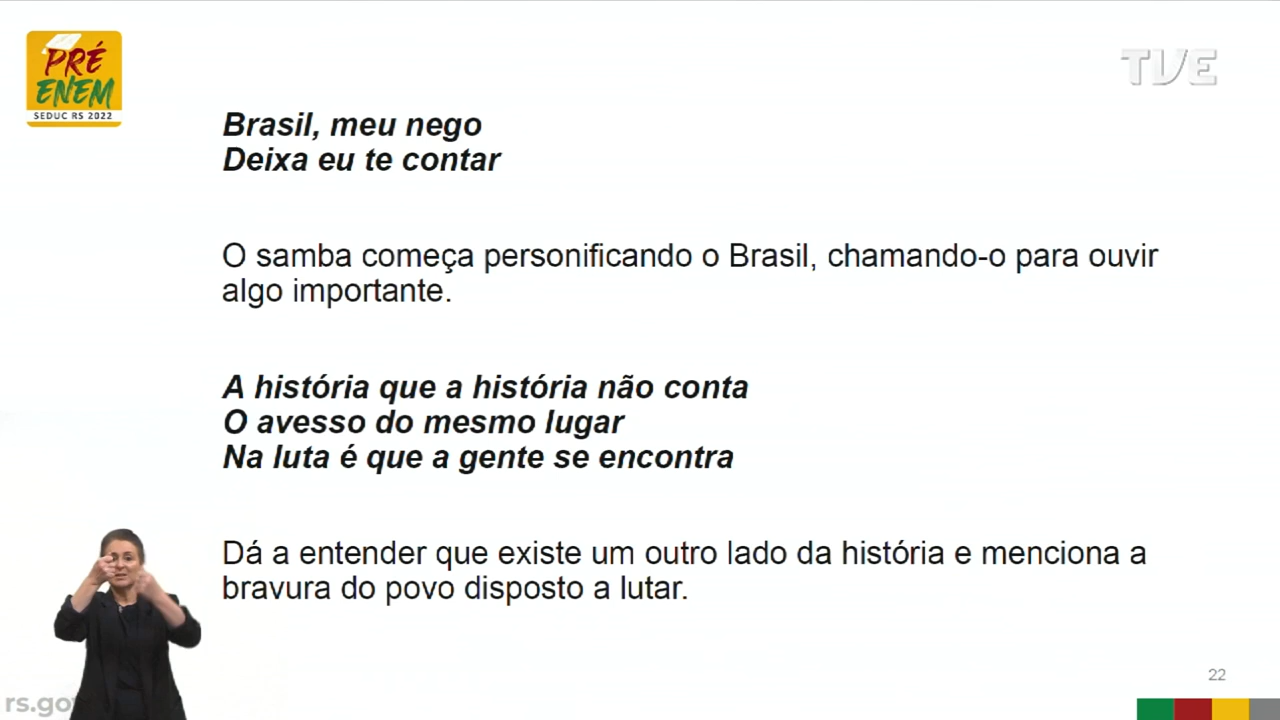 PRÉ
ENEM
SEDUC RS 2022
TVE
Brasil, meu nego
Deixa eu te contar
O samba começa personificando o Brasil, chamando-o para ouvir
algo importante.
A história que a história não conta
O avesso do mesmo lugar
Na luta é que a gente se encontra
Dá a entender que existe um outro lado da história e menciona a
bravura do povo disposto a lutar.
22
rs.go